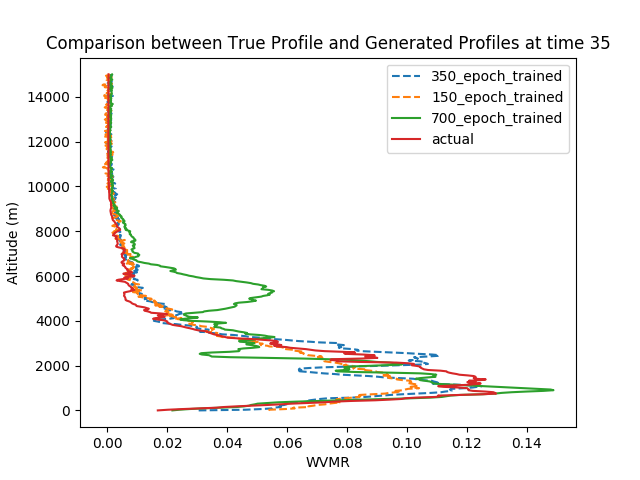 Comparison between True Profile and Generated Profiles at time 35
350_epoch_trained
150_epoch_trained
700_epoch_trained
actual
Altitude (m)
14000
12000
10000
8000
6000
4000
2000
0
0.00 0.02 0.04 0.06 0.08 0.10 0.12 0.14
WVMR